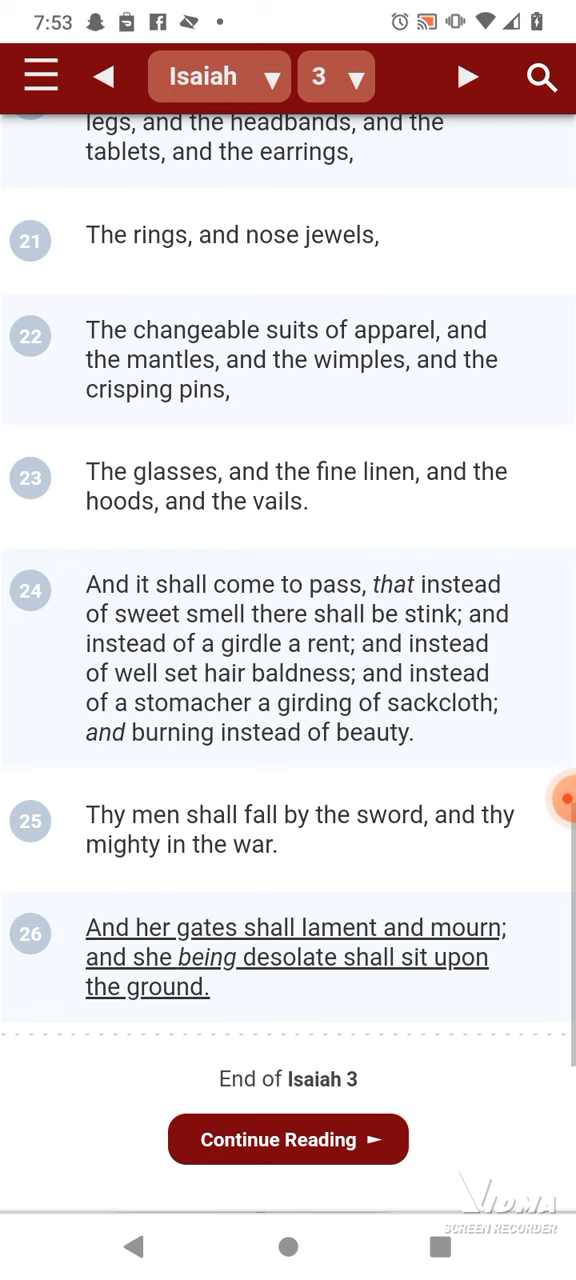 7:53
Isaiah 3
legs, and the headbands, and the
tablets, and the earrings,
21
The rings, and nose jewels,
22
The changeable suits of apparel, and
the mantles, and the wimples, and the
crisping pins,
23
The glasses, and the fine linen, and the
hoods, and the vails.
24
And it shall come to pass, that instead
of sweet smell there shall be stink; and
instead of a girdle a rent; and instead
of well set hair baldness; and instead
of a stomacher a girding of sackcloth;
and burning instead of beauty.
25
Thy men shall fall by the sword, and thy
mighty in the war.
26
And her gates shall lament and mourn;
and she being desolate shall sit upon
the ground.
End of Isaiah 3
Continue Reading
VIDMA
SCREEN RECORDER